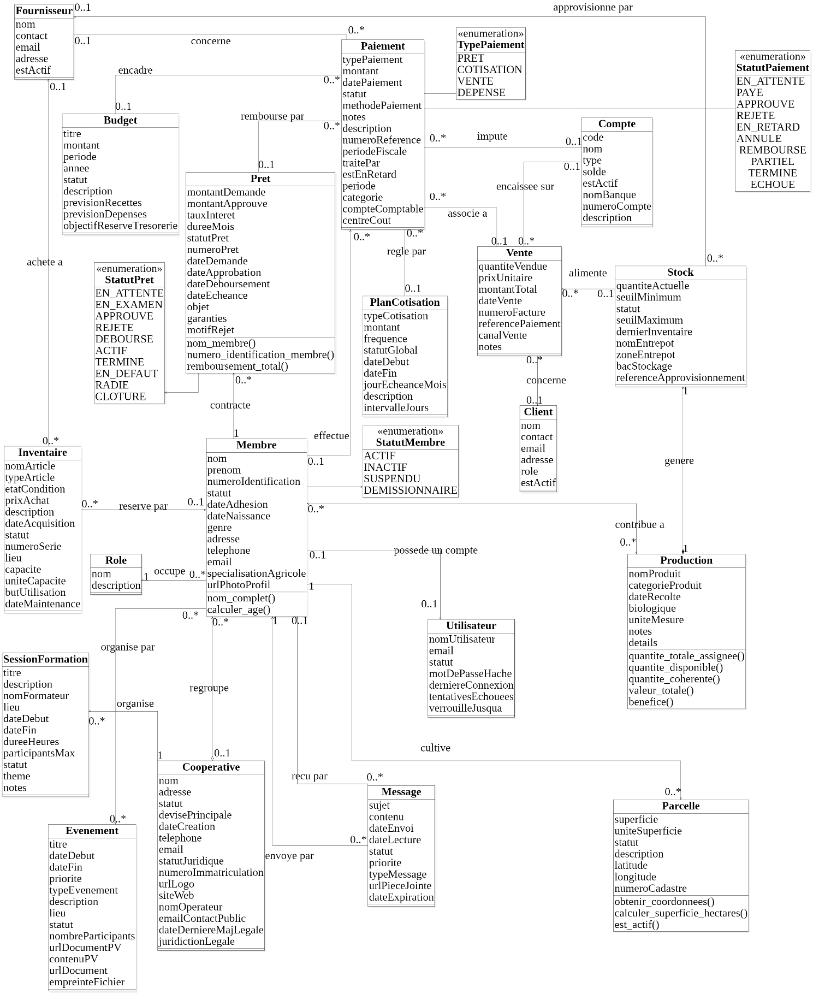 Fournisseur
nom
contact
email
adresse
estActif
0..1
0..1
0..1
approvisionne par
concerne
0..*
Paiement
typePaiement
montant
datePaiement
statut
methodePaiement
notes
description
numeroReference
periodeFiscale
traitePar
estEnRetard
periode
categorie
compteComptable
centreCout
«enumeration»
TypePaiement
PRET
COTISATION
VENTE
DEPENSE
«enumeration»
StatutPaiement
EN_ATTENTE
PAYE
APPROUVE
REJETE
EN_RETARD
ANNULE
REMBOURSE
PARTIEL
TERMINE
ECHOUE
encadre
0..*
0..1
Budget
titre
montant
periode
annee
statut
description
previsionRecettes
previsionDepenses
objectifReserveTresorerie
rembourse par
0..*
0..1
Pret
montantDemande
montantApprouve
tauxInteret
dureeMois
statutPret
numeroPret
dateDemande
dateApprobation
dateDeboursement
dateEcheance
objet
garanties
motifRejet
nom_membre()
numero_identification_membre()
remboursement_total()
impute
0..*
0..1
Compte
code
nom
type
solde
estActif
nomBanque
numeroCompte
description
0..1
encaissee sur
0..*
0..*
associe a
0..1
0..*
0..*
regle par
0..1
achete a
«enumeration»
StatutPret
EN_ATTENTE
EN_EXAMEN
APPROUVE
REJETE
DEBOURSE
ACTIF
TERMINE
EN_DEFAUT
RADIE
CLOTURE
Vente
quantiteVendue
prixUnitaire
montantTotal
dateVente
numeroFacture
referencePaiement
canalVente
notes
alimente
0..*
0..1
0..*
Stock
quantiteActuelle
seuilMinimum
statut
seuilMaximum
dernierInventaire
nomEntrepot
zoneEntrepot
bacStockage
referenceApprovisionnement
PlanCotisation
typeCotisation
montant
frequence
statutGlobal
dateDebut
dateFin
jourEcheanceMois
description
intervalleJours
0..*
concerne
0..1
Client
nom
contact
email
adresse
role
estActif
1
genere
1
0..*
contracte
1
effectue
0..1
«enumeration»
StatutMembre
ACTIF
INACTIF
SUSPENDU
DEMISSIONNAIRE
0..*
Inventaire
nomArticle
typeArticle
etatCondition
prixAchat
description
dateAcquisition
statut
numeroSerie
lieu
capacite
uniteCapacite
butUtilisation
dateMaintenance
0..*
reserve par
0..1
Membre
nom
prenom
numeroIdentification
statut
dateAdhesion
dateNaissance
genre
adresse
telephone
email
specialisationAgricole
urlPhotoProfil
nom_complet()
calculer_age()
0..*
contribue a
0..*
Production
nomProduit
categorieProduit
dateRecolte
biologique
uniteMesure
notes
details
quantite_totale_assignee()
quantite_disponible()
quantite_coherente()
valeur_totale()
benefice()
Role
nom
description
1
occupe
0..*
0..1
possede un compte
0..1
1
Utilisateur
nomUtilisateur
email
statut
motDePasseHache
derniereConnexion
tentativesEchouees
verrouilleJusqua
0..*
0..*
1
0..1
organise par
SessionFormation
titre
description
nomFormateur
lieu
dateDebut
dateFin
dureeHeures
participantsMax
statut
theme
notes
organise
0..*
1
regroupe
0..1
Cooperative
nom
adresse
statut
devisePrincipale
dateCreation
telephone
email
statutJuridique
numeroImmatriculation
urlLogo
siteWeb
nomOperateur
emailContactPublic
dateDerniereMajLegale
juridictionLegale
cultive
0..*
recu par
0..*
0..*
envoye par
Message
sujet
contenu
dateEnvoi
dateLecture
statut
priorite
typeMessage
urlPieceJointe
dateExpiration
Parcelle
superficie
uniteSuperficie
statut
description
latitude
longitude
numeroCadastre
obtenir_coordonnees()
calculer_superficie_hectares()
est_actif()
0..*
Evenement
titre
dateDebut
dateFin
priorite
typeEvenement
description
lieu
statut
nombreParticipants
urlDocumentPV
contenuPV
urlDocument
empreinteFichier